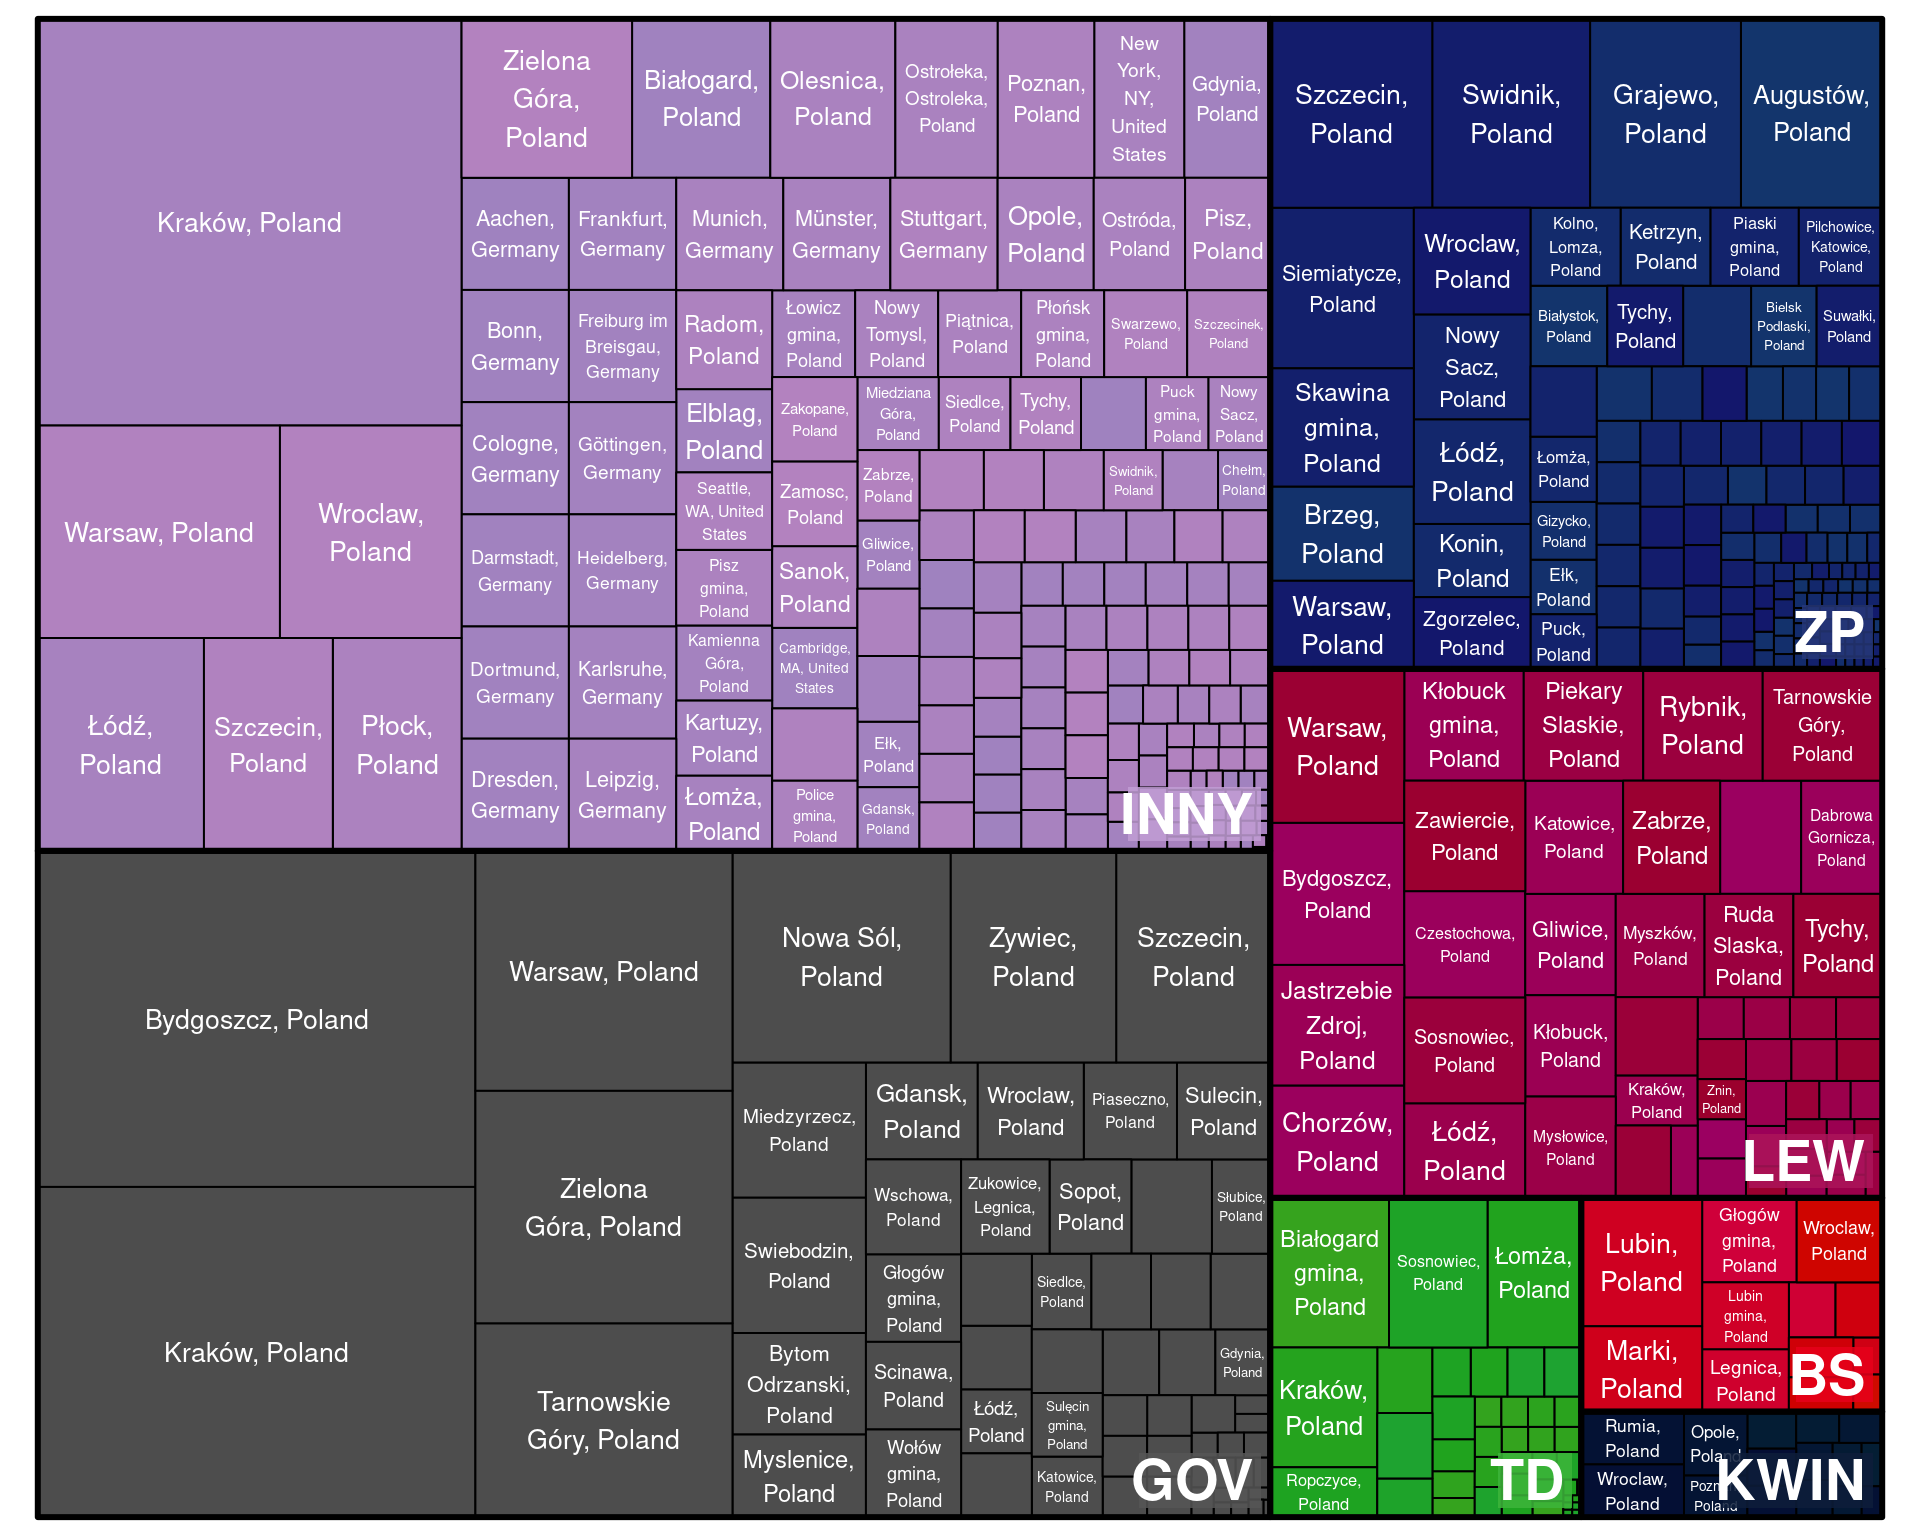 Kraków, Poland
Warsaw, Poland
Wroclaw,
Poland
Łódź,
Poland
Szczecin,
Poland
Płock,
Poland
Zielona
Góra,
Poland
Białogard,
Poland
Olesnica,
Poland
Ostrołeka,
Ostroleka,
Poland
Poznan,
Poland
New
York,
NY,
United
States
Gdynia,
Poland
Aachen,
Germany
Frankfurt,
Germany
Munich,
Germany
Münster,
Germany
Stuttgart,
Germany
Opole,
Poland
Ostróda,
Poland
Pisz,
Poland
Bonn,
Germany
Freiburg im
Breisgau,
Germany
Cologne,
Germany
Göttingen,
Germany
Darmstadt,
Germany
Heidelberg,
Germany
Dortmund,
Germany
Karlsruhe,
Germany
Dresden,
Germany
Leipzig,
Germany
Radom,
Poland
Elblag,
Poland
Seattle,
WA, United
States
Pisz
gmina,
Poland
Kamienna
Góra,
Poland
Kartuzy,
Poland
Łomża,
Poland
Łowicz
gmina,
Poland
Nowy
Tomysl,
Poland
Piątnica,
Poland
Płońsk
gmina,
Poland
Swarzewo,
Poland
Szczecinek,
Poland
Zakopane,
Poland
Zamosc,
Poland
Sanok,
Poland
Cambridge,
MA, United
States
Police
gmina,
Poland
Miedziana
Góra,
Poland
Siedlce,
Poland
Tychy,
Poland
Puck
gmina,
Poland
Nowy
Sacz,
Poland
Zabrze,
Poland
Swidnik,
Poland
Chełm,
Poland
Gliwice,
Poland
Ełk,
Poland
Gdansk,
Poland
INNY
Szczecin,
Poland
Swidnik,
Poland
Grajewo,
Poland
Augustów,
Poland
Siemiatycze,
Poland
Skawina
gmina,
Poland
Brzeg,
Poland
Warsaw,
Poland
Wroclaw,
Poland
Nowy
Sacz,
Poland
Łódź,
Poland
Konin,
Poland
Zgorzelec,
Poland
Kolno,
Lomza,
Poland
Ketrzyn,
Poland
Piaski
gmina,
Poland
Pilchowice,
Katowice,
Poland
Białystok,
Poland
Tychy,
Poland
Bielsk
Podlaski,
Poland
Suwałki,
Poland
Łomża,
Poland
Gizycko,
Poland
Ełk,
Poland
Puck,
Poland
ZP
Bydgoszcz, Poland
Kraków, Poland
Warsaw, Poland
Zielona
Góra, Poland
Tarnowskie
Góry, Poland
Nowa Sól,
Poland
Zywiec,
Poland
Szczecin,
Poland
Miedzyrzecz,
Poland
Swiebodzin,
Poland
Bytom
Odrzanski,
Poland
Myslenice,
Poland
Gdansk,
Poland
Wroclaw,
Poland
Piaseczno,
Poland
Sulecin,
Poland
Wschowa,
Poland
Głogów
gmina,
Poland
Scinawa,
Poland
Wołów
gmina,
Poland
Zukowice,
Legnica,
Poland
Sopot,
Poland
Słubice,
Poland
Siedlce,
Poland
Gdynia,
Poland
Łódź,
Poland
Sulęcin
gmina,
Poland
Katowice,
Poland
GOV
Warsaw,
Poland
Bydgoszcz,
Poland
Jastrzebie
Zdroj,
Poland
Chorzów,
Poland
Kłobuck
gmina,
Poland
Piekary
Slaskie,
Poland
Rybnik,
Poland
Tarnowskie
Góry,
Poland
Zawiercie,
Poland
Katowice,
Poland
Zabrze,
Poland
Dabrowa
Gornicza,
Poland
Czestochowa,
Poland
Sosnowiec,
Poland
Łódź,
Poland
Gliwice,
Poland
Kłobuck,
Poland
Mysłowice,
Poland
Myszków,
Poland
Ruda
Slaska,
Poland
Tychy,
Poland
Kraków,
Poland
Znin,
Poland
LEW
Białogard
gmina,
Poland
Sosnowiec,
Poland
Łomża,
Poland
Kraków,
Poland
Ropczyce,
Poland
TD
Lubin,
Poland
Marki,
Poland
Głogów
gmina,
Poland
Wroclaw,
Poland
Lubin
gmina,
Poland
Legnica,
Poland
BS
Rumia,
Poland
Wroclaw,
Poland
Opole,
Poland
Poland
KWIN